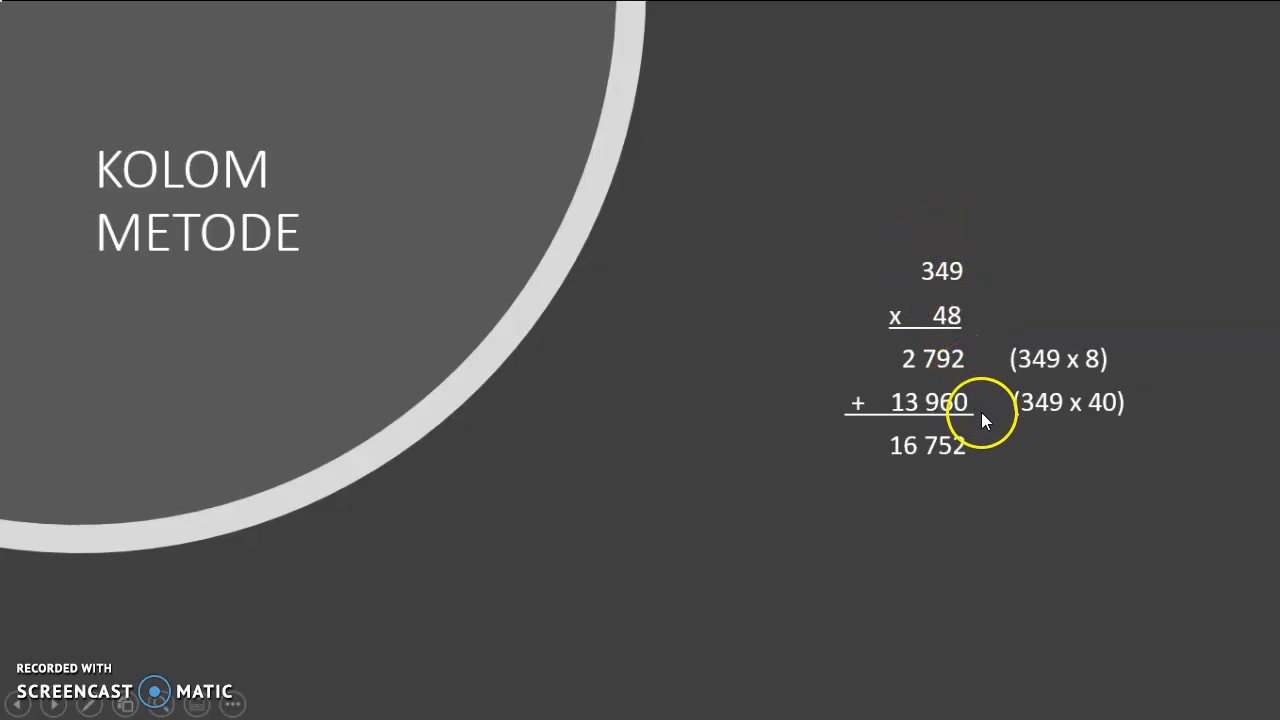 KOLOM
METODE
349
x 48
2 792 (349 x 8)
+ 13 960 (349 x 40)
16 752
RECORDED WITH
SCREENCAST MATIC